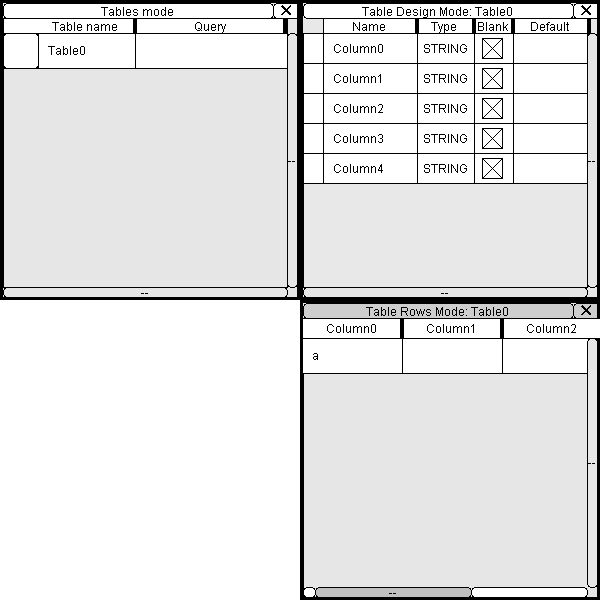 Tables mode
Table name Query
Table0
--
--
Table Design Mode: Table0
Name Type Blank Default
Column0 STRING
Column1 STRING
Column2 STRING
Column3 STRING
Column4 STRING
--
--
Table Rows Mode: Table0
Column0 Column1 Column2
a
--
--